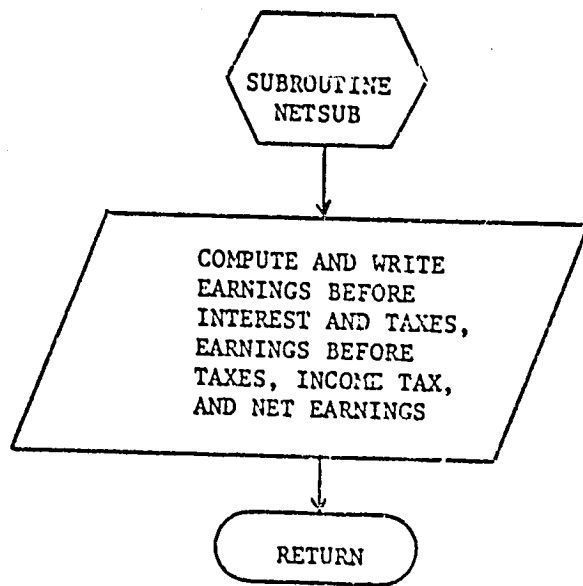 SUBROUTINE
NETSUB
COMPUTE AND WRITE
EARNINGS BEFORE
INTEREST AND TAXES,
EARNINGS BEFORE
TAXES, INCOME TAX,
AND NET EARNINGS
RETURN